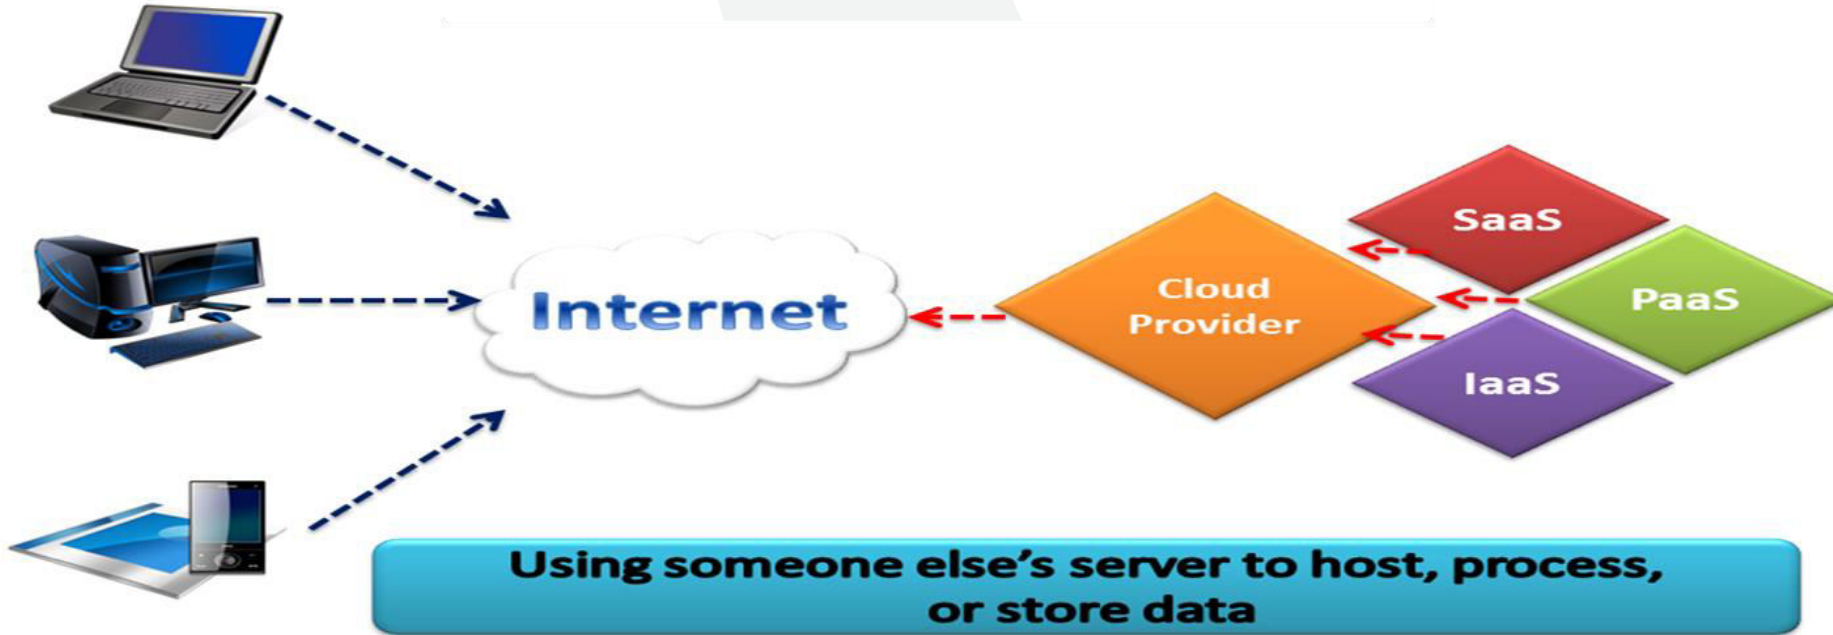 Internet
Cloud
Provider
SaaS
PaaS
IaaS
Using someone else's server to host, process,
or store data